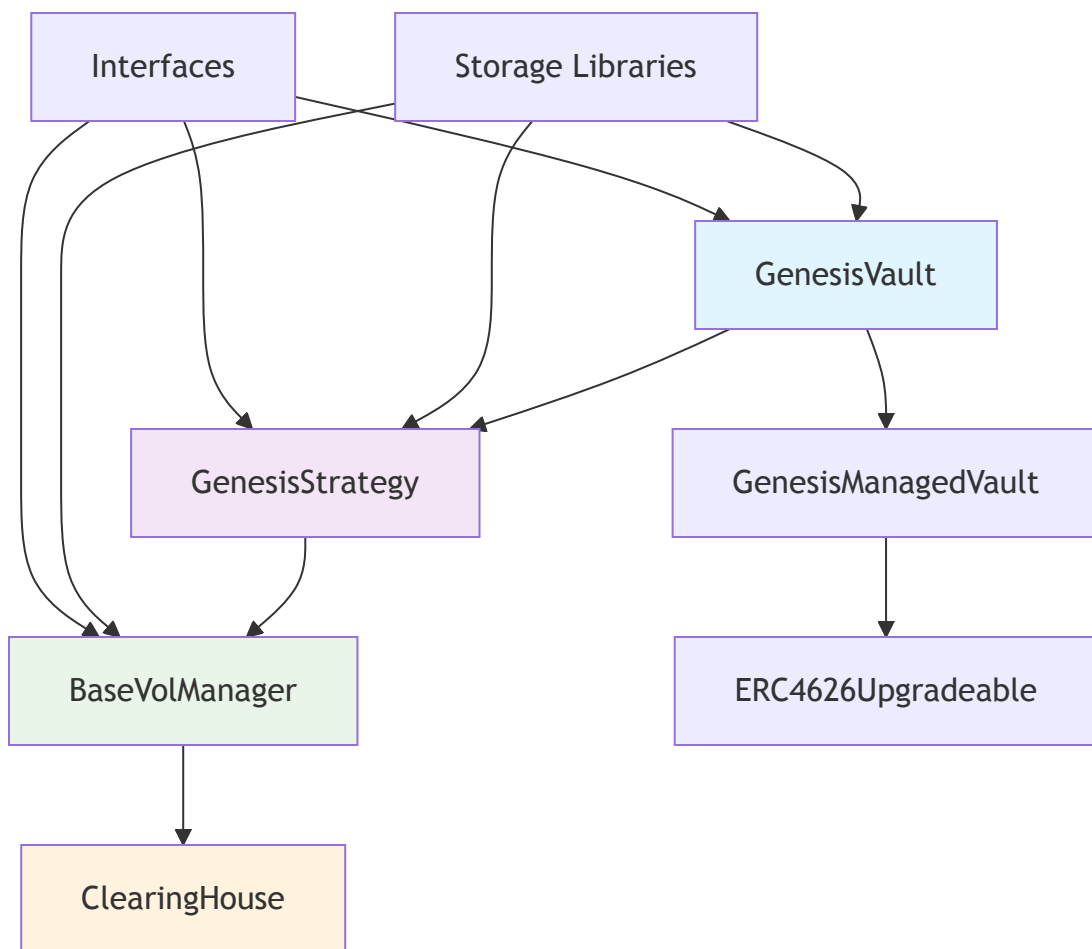 Interfaces
Storage Libraries
GenesisVault
GenesisStrategy
GenesisManagedVault
BaseVolManager
ERC4626Upgradeable
ClearingHouse